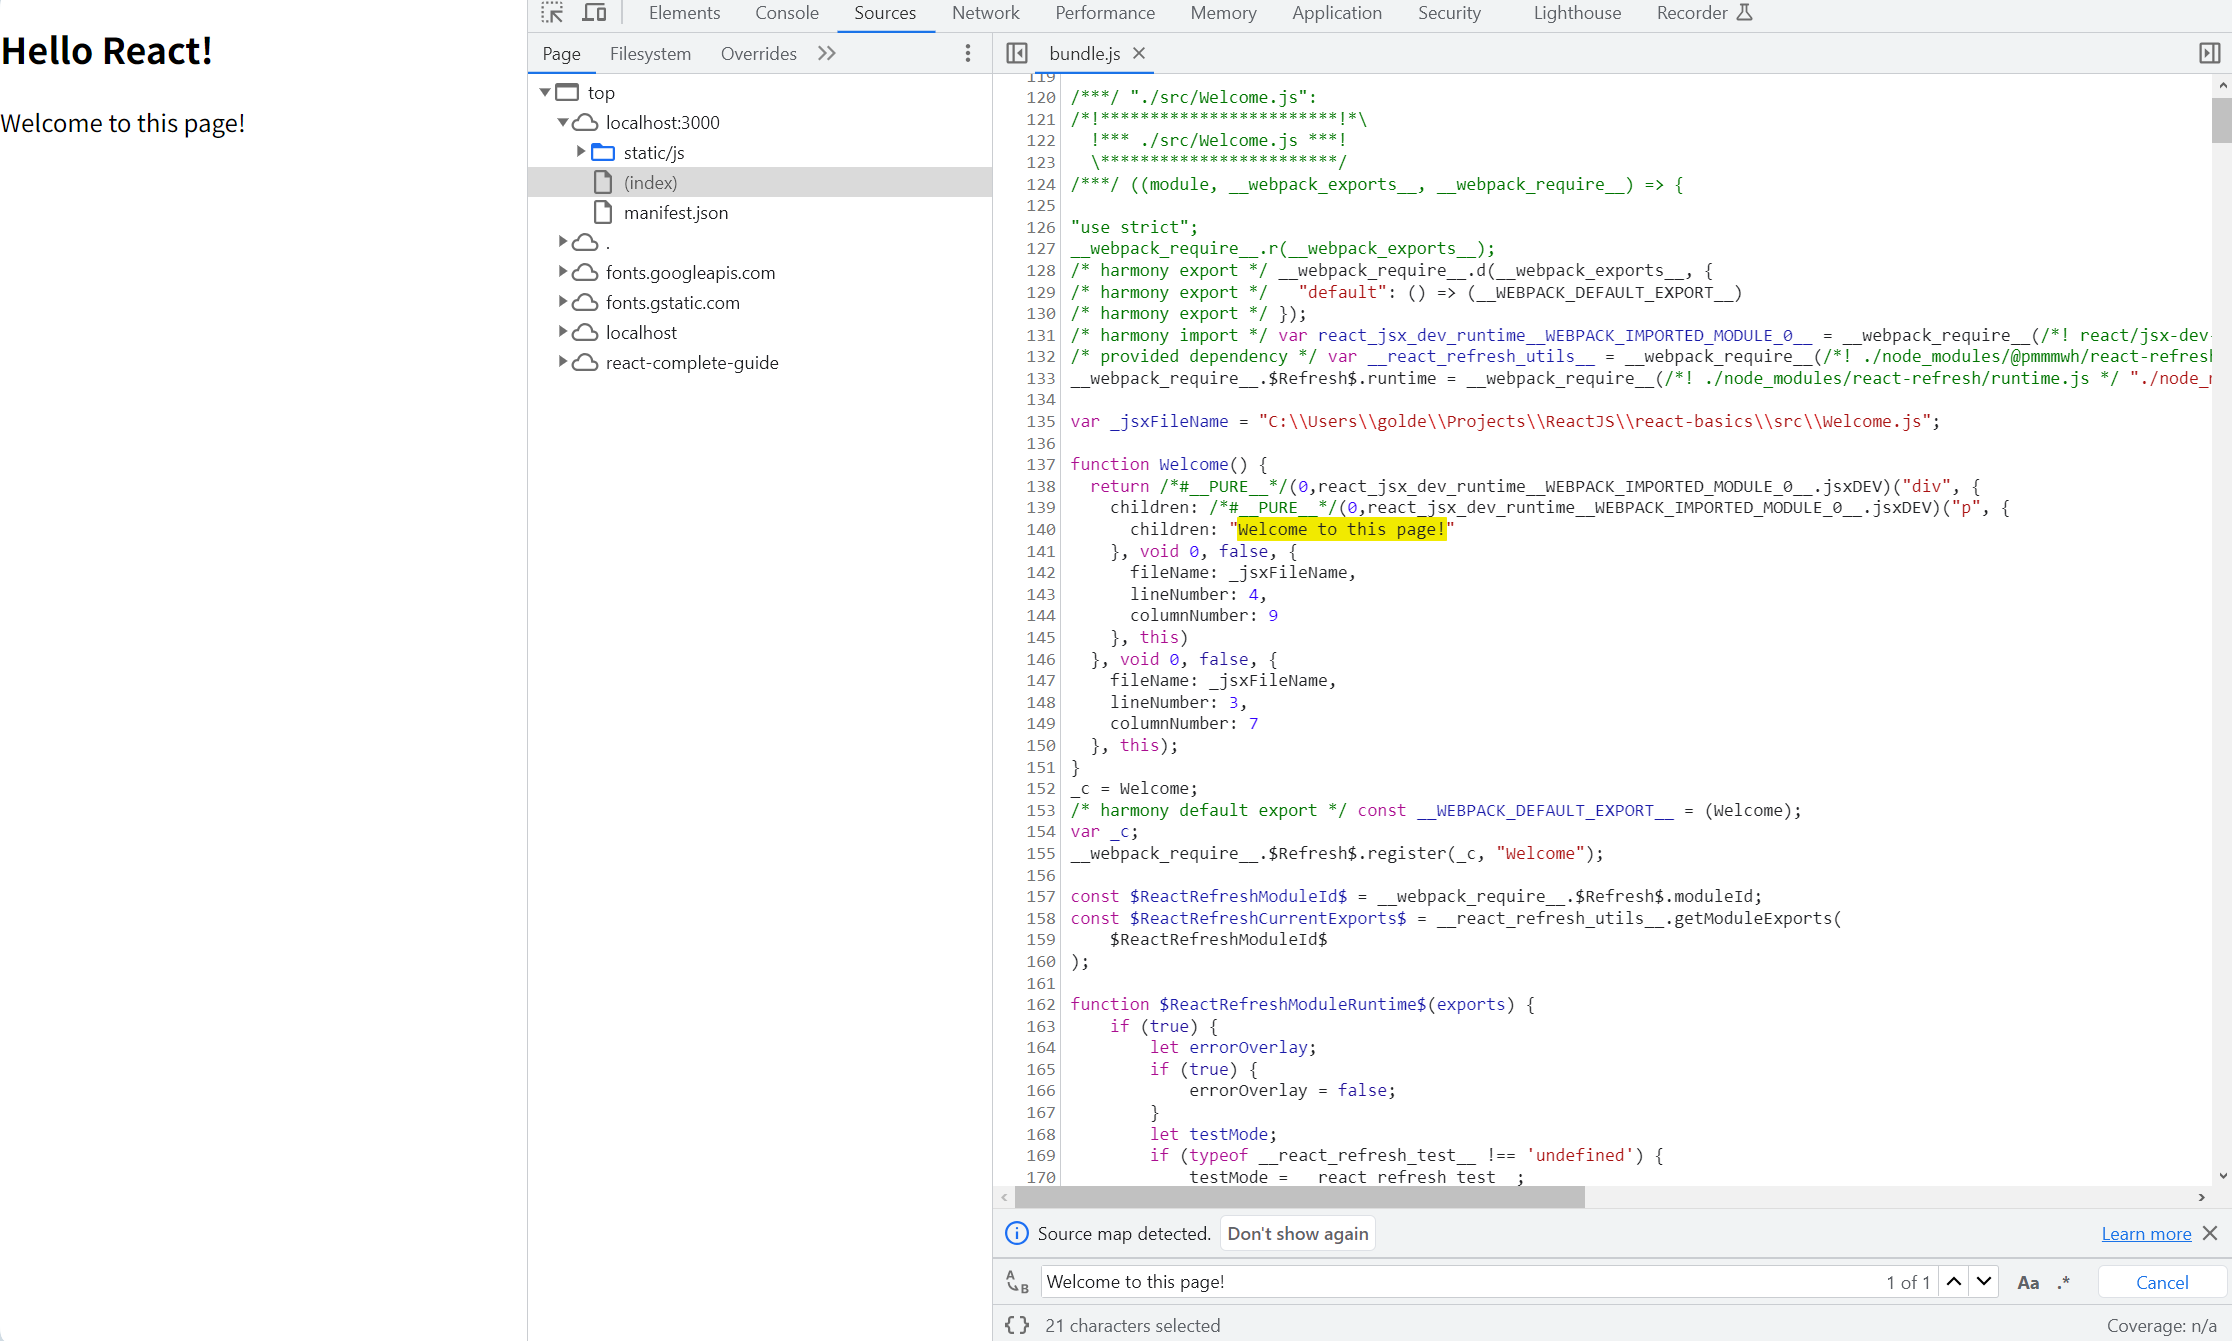 Hello React!
Welcome to this page!
Elements Console Sources Network Performance Memory Application Security Lighthouse Recorder
Page Filesystem Overrides
top
localhost:3000
static/js
(index)
manifest.json
.
fonts.googleapis.com
fonts.gstatic.com
localhost
react-complete-guide
bundle.js
119
120 /***/ "./src/Welcome.js":
121 /*!************************!*\
122   !*** ./src/Welcome.js ***!
123   \************************/
124 /***/ ((module, __webpack_exports__, __webpack_require__) => {
125
126 "use strict";
127 __webpack_require__.r(__webpack_exports__);
128 /* harmony export */ __webpack_require__.d(__webpack_exports__, {
129 /* harmony export */   "default": () => (__WEBPACK_DEFAULT_EXPORT__)
130 /* harmony export */ });
131 /* harmony import */ var react_jsx_dev_runtime__WEBPACK_IMPORTED_MODULE_0__ = __webpack_require__(/*! react/jsx-dev-
132 /* provided dependency */ var __react_refresh_utils__ = __webpack_require__(/*! ./node_modules/@pmmmwh/react-refresh
133 __webpack_require__.$Refresh$.runtime = __webpack_require__(/*! ./node_modules/react-refresh/runtime.js */ "./node_
134
135 var _jsxFileName = "C:\\Users\\golde\\Projects\\ReactJS\\react-basics\\src\\Welcome.js";
136
137 function Welcome() {
138   return /*#__PURE__*/(0,react_jsx_dev_runtime__WEBPACK_IMPORTED_MODULE_0__.jsxDEV)("div", {
139     children: /*#__PURE__*/(0,react_jsx_dev_runtime__WEBPACK_IMPORTED_MODULE_0__.jsxDEV)("p", {
140       children: "Welcome to this page!"
141     }, void 0, false, {
142       fileName: _jsxFileName,
143       lineNumber: 4,
144       columnNumber: 9
145     }, this)
146   }, void 0, false, {
147     fileName: _jsxFileName,
148     lineNumber: 3,
149     columnNumber: 7
150   }, this);
151 }
152 _c = Welcome;
153 /* harmony default export */ const __WEBPACK_DEFAULT_EXPORT__ = (Welcome);
154 var _c;
155 __webpack_require__.$Refresh$.register(_c, "Welcome");
156
157 const $ReactRefreshModuleId$ = __webpack_require__.$Refresh$.moduleId;
158 const $ReactRefreshCurrentExports$ = __react_refresh_utils__.getModuleExports(
159     $ReactRefreshModuleId$
160 );
161
162 function $ReactRefreshModuleRuntime$(exports) {
163     if (true) {
164         let errorOverlay;
165         if (true) {
166             errorOverlay = false;
167         }
168         let testMode;
169         if (typeof __react_refresh_test__ !== 'undefined') {
170             testMode = __react_refresh_test__;
Source map detected. Don't show again Learn more
Welcome to this page! 1 of 1 Aa .* Cancel
{} 21 characters selected Coverage: n/a